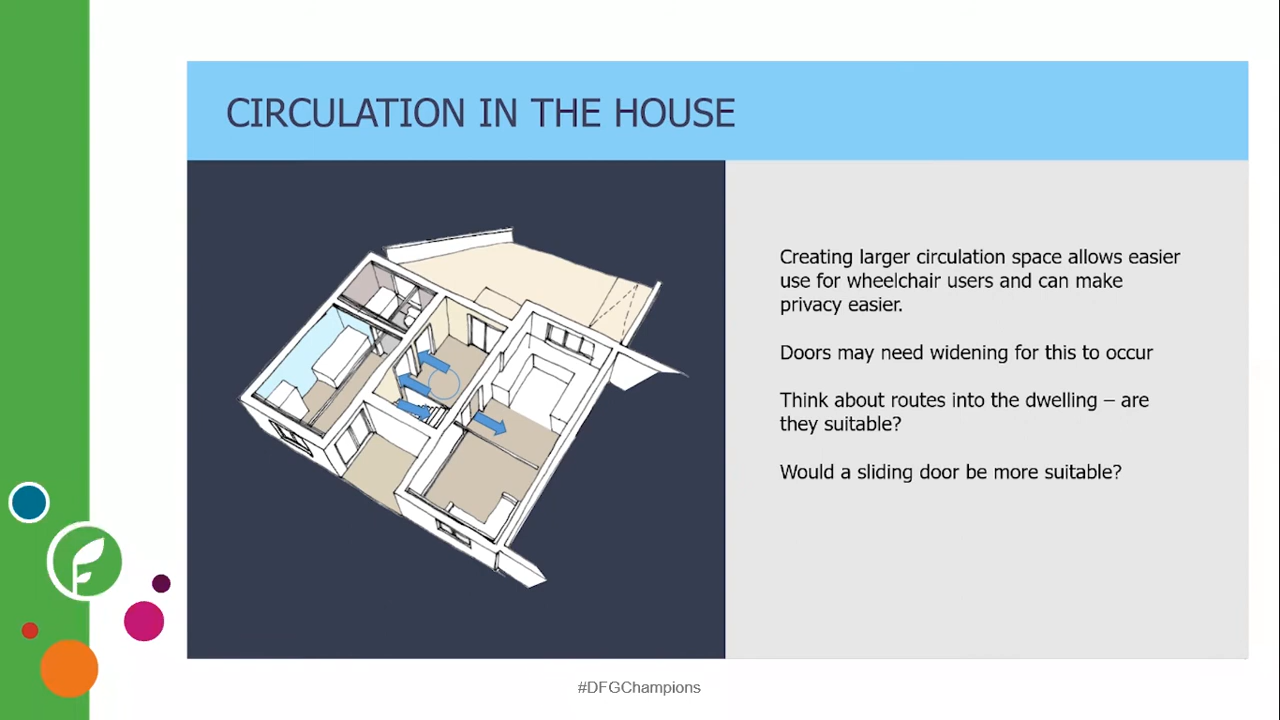 CIRCULATION IN THE HOUSE
Creating larger circulation space allows easier
use for wheelchair users and can make
privacy easier.
Doors may need widening for this to occur
Think about routes into the dwelling – are
they suitable?
Would a sliding door be more suitable?
#DFGChampions